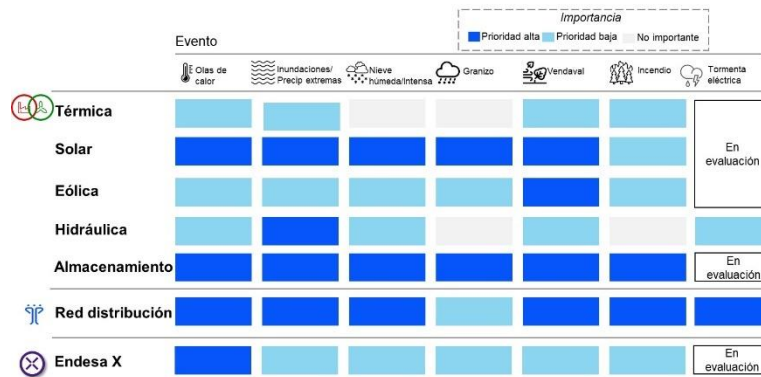 Importancia
Prioridad alta Prioridad baja No importante
Evento
Olas de calor
Inundaciones/ Precip extremas
Nieve húmeda/Intensa
Granizo
Vendaval
Incendio
Tormenta eléctrica
Térmica
En evaluación
Solar
Eólica
Hidráulica
Almacenamiento
En evaluación
Red distribución
Endesa X
En evaluación